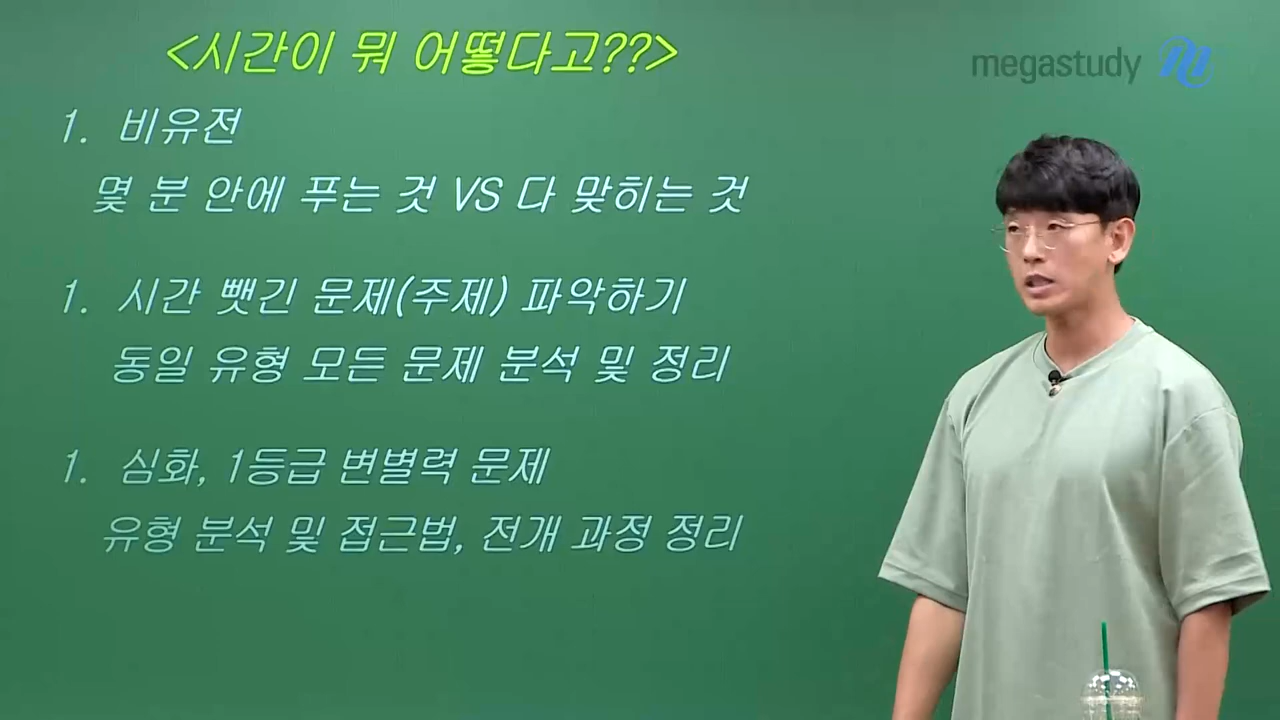 <시간이 뭐 어떻다고??>
megastudy
1. 비유전
몇 분 안에 푸는 것 VS 다 맞히는 것
1. 시간 뺏긴 문제(주제) 파악하기
동일 유형 모든 문제 분석 및 정리
1. 심화, 1등급 변별력 문제
유형 분석 및 접근법, 전개 과정 정리